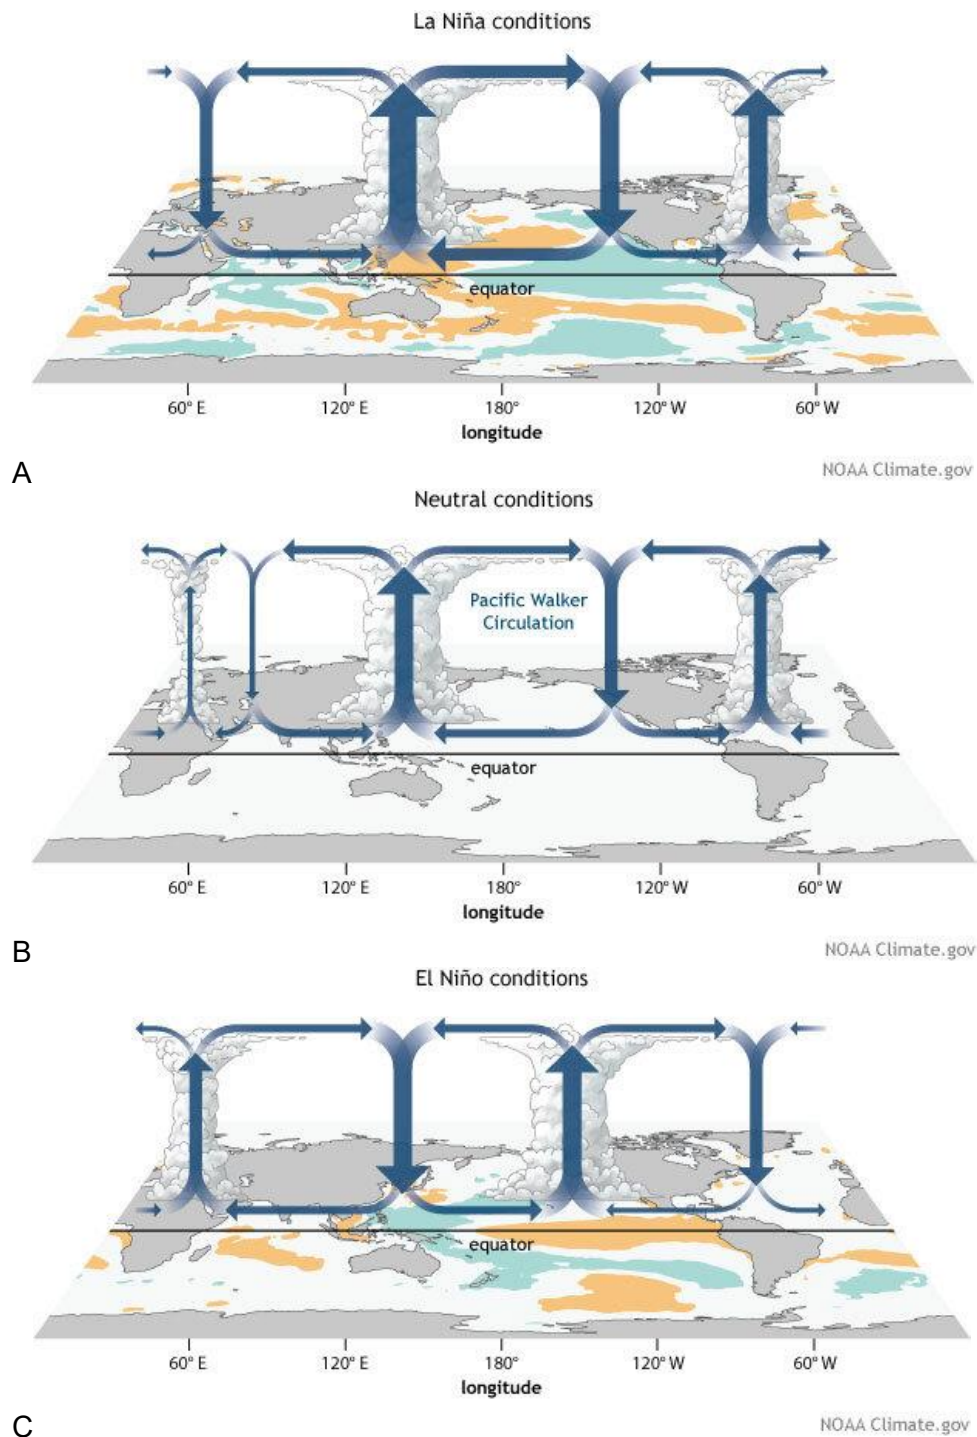 La Niña conditions
equator
60° E 120° E 180° 120° W 60° W
longitude
A
NOAA Climate.gov
Neutral conditions
Pacific Walker
Circulation
equator
60° E 120° E 180° 120° W 60° W
longitude
B
NOAA Climate.gov
El Niño conditions
equator
60° E 120° E 180° 120° W 60° W
longitude
C
NOAA Climate.gov